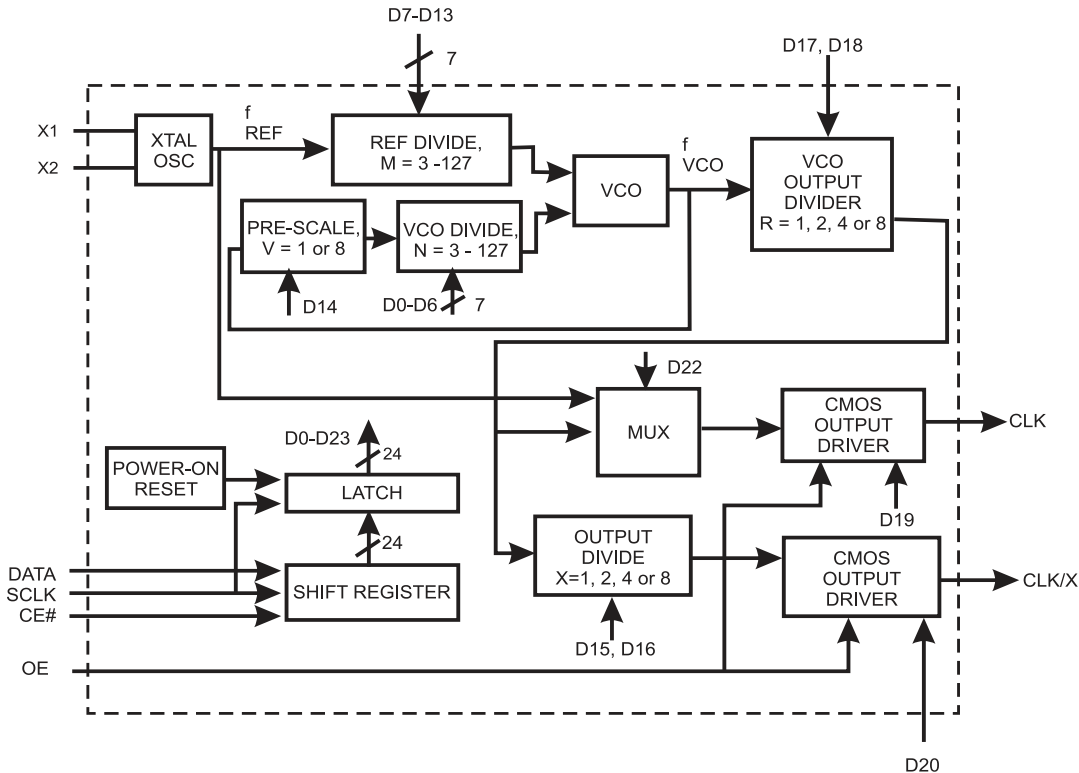 D7-D13
7
D17, D18
X1
X2
XTAL
OSC
f
REF
REF DIVIDE,
M = 3 -127
VCO
f
VCO
VCO
OUTPUT
DIVIDER
R = 1, 2, 4 or 8
PRE-SCALE,
V = 1 or 8
VCO DIVIDE,
N = 3 - 127
D14
D0-D6
7
D22
MUX
CMOS
OUTPUT
DRIVER
CLK
D19
D0-D23
24
POWER-ON
RESET
LATCH
24
DATA
SCLK
CE#
SHIFT REGISTER
OUTPUT
DIVIDE
X=1, 2, 4 or 8
D15, D16
CMOS
OUTPUT
DRIVER
CLK/X
OE
D20